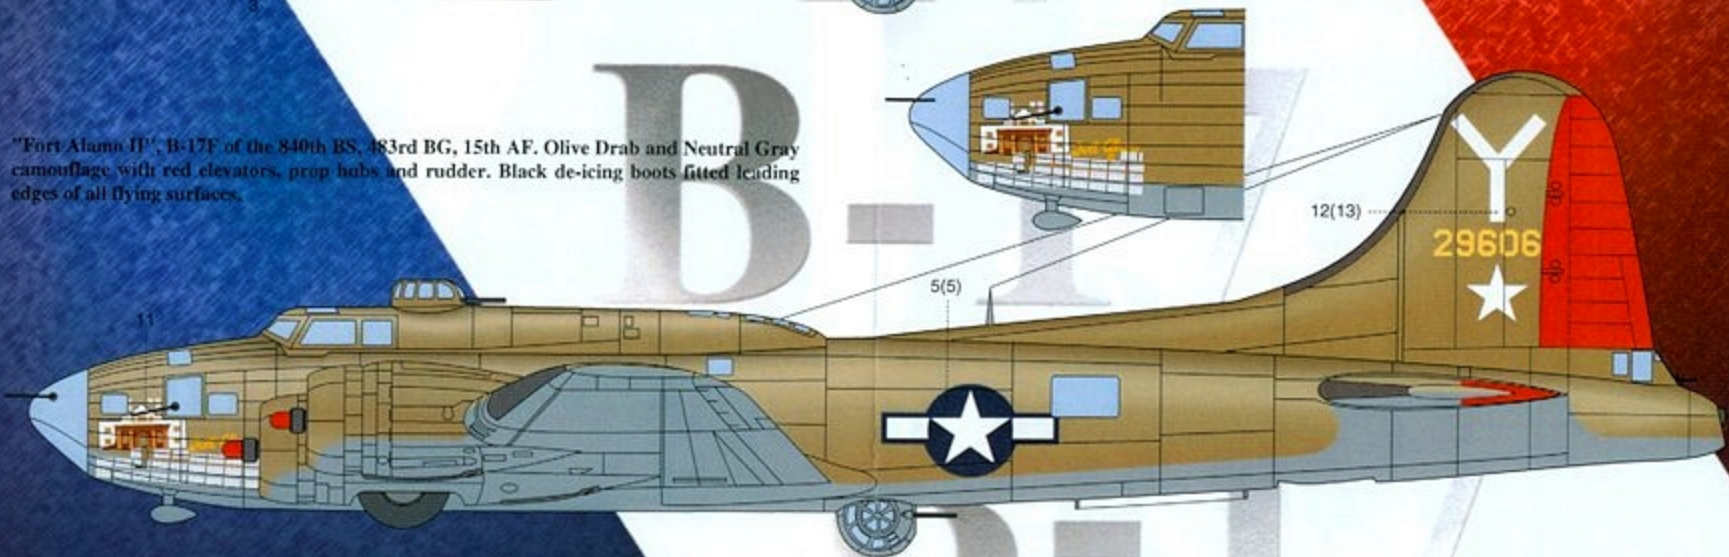 3
"Fort Alamo II", B-17F of the 840th BS, 483rd BG, 15th AF. Olive Drab and Neutral Gray
camouflage with red elevators, prop hubs and rudder. Black de-icing boots fitted leading
edges of all flying surfaces.
B-17
Y
12(13)
29606
5(5)
11